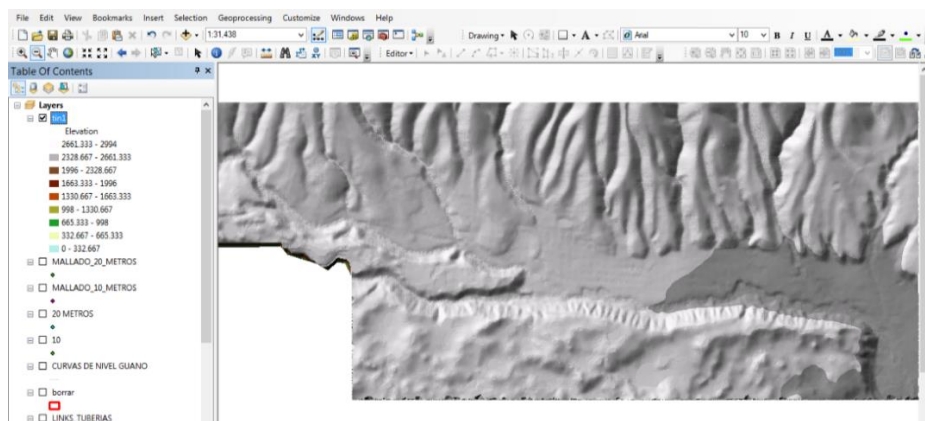 File Edit View Bookmarks Insert Selection Geoprocessing Customize Windows Help
1:31.438 Drawing Arial 10 B I U A
Editor
Table Of Contents
Layers
tin1
Elevation
2661.333 - 2994
2328.667 - 2661.333
1996 - 2328.667
1663.333 - 1996
1330.667 - 1663.333
998 - 1330.667
665.333 - 998
332.667 - 665.333
0 - 332.667
MALLADO_20_METROS
MALLADO_10_METROS
20 METROS
10
CURVAS DE NIVEL GUANO
borrar
LINKS_TUBERIAS